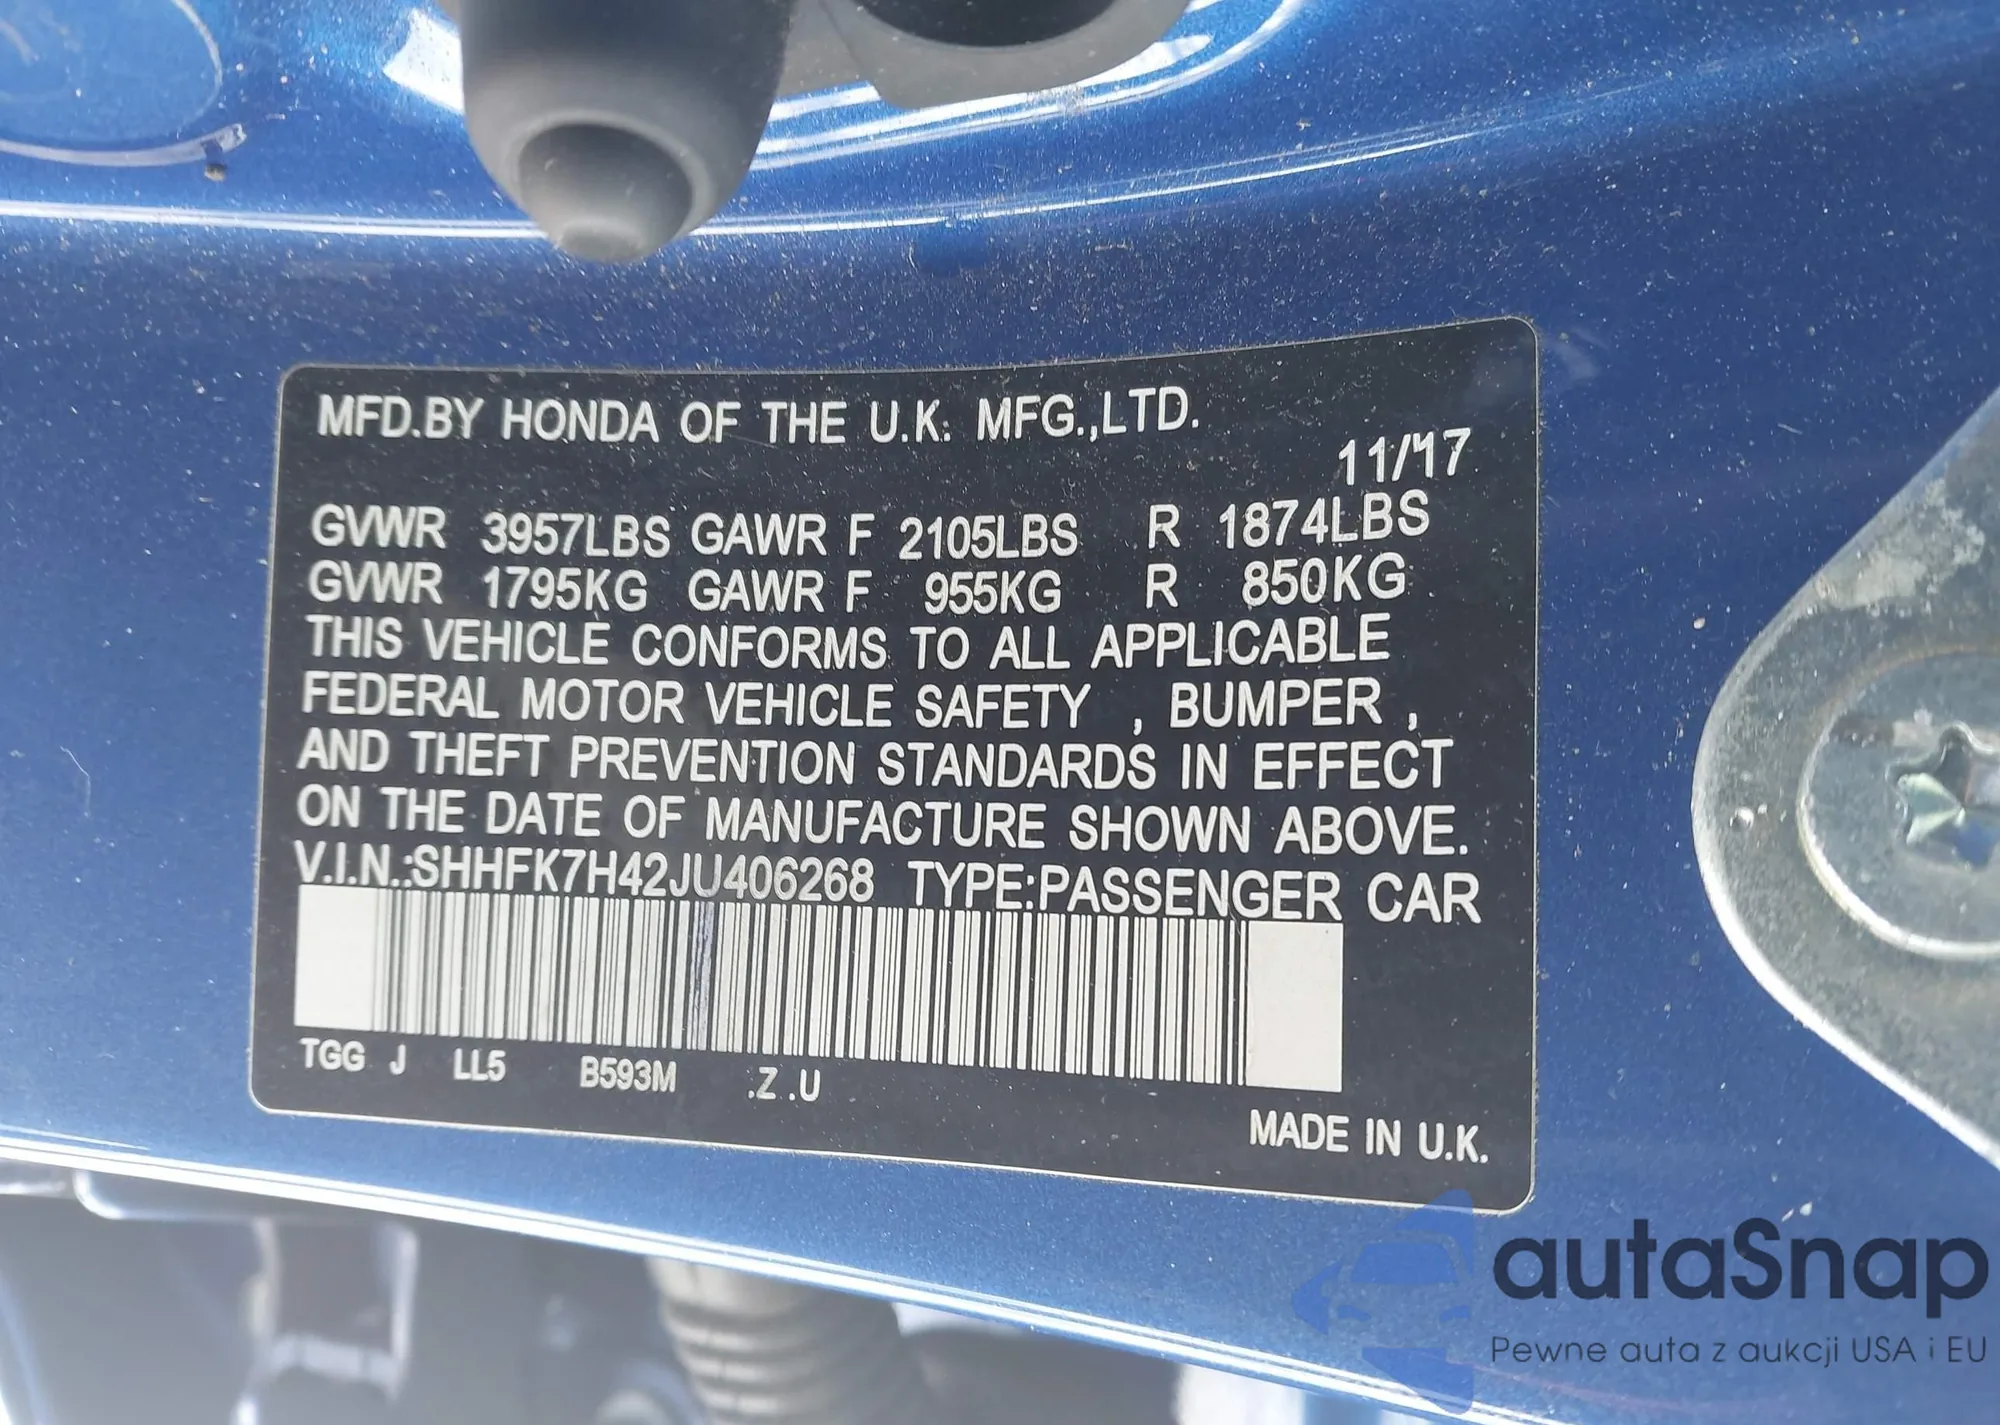 MFD.BY HONDA OF THE U.K. MFG.,LTD.
11/17
GVWR 3957LBS GAWR F 2105LBS R 1874LBS
GVWR 1795KG GAWR F 955KG R 850KG
THIS VEHICLE CONFORMS TO ALL APPLICABLE
FEDERAL MOTOR VEHICLE SAFETY , BUMPER ,
AND THEFT PREVENTION STANDARDS IN EFFECT
ON THE DATE OF MANUFACTURE SHOWN ABOVE.
V.I.N.:SHHFK7H42JU406268 TYPE:PASSENGER CAR
TGG J LL5 B593M .Z .U
MADE IN U.K.
autaSnap
Pewne auta z aukcji USA i EU